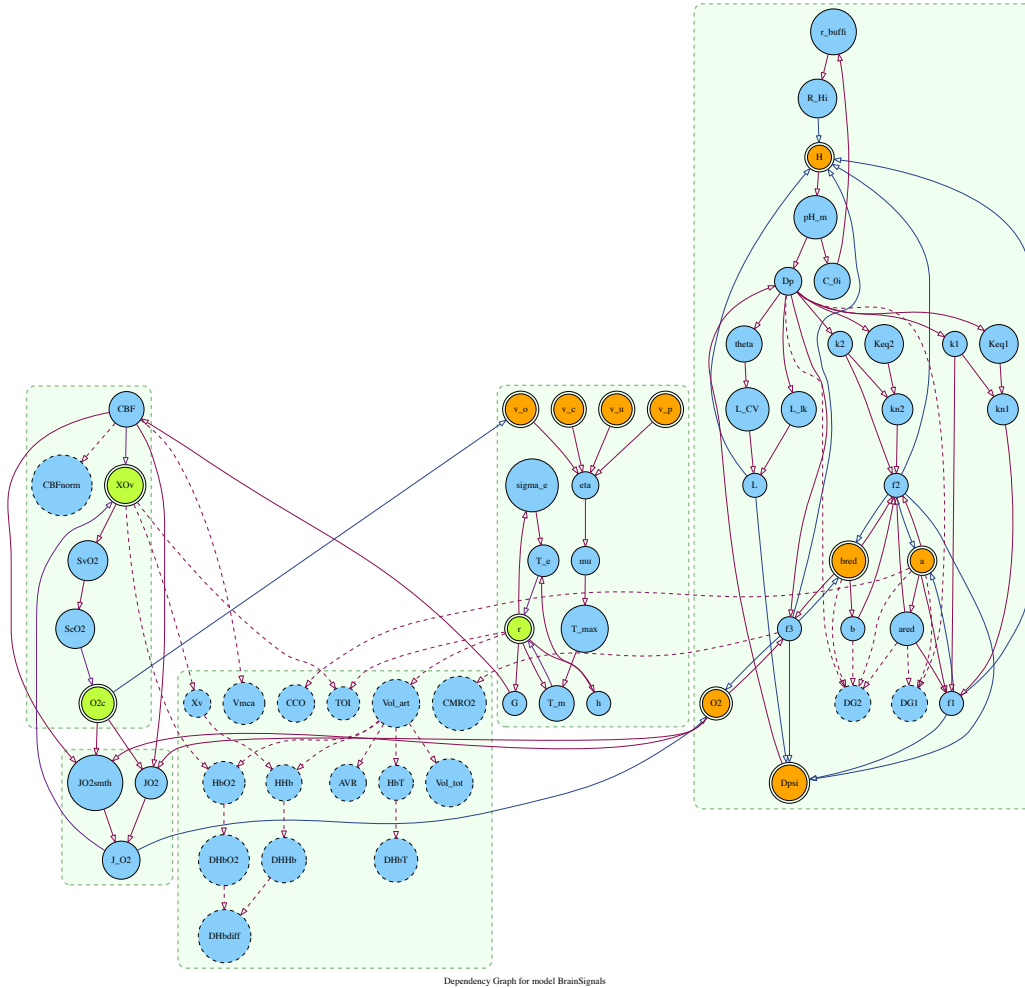 r_buffi
R_Hi
H
pH_m
Dp
C_0i
theta
k2
Keq2
k1
Keq1
CBF
v_o
v_c
v_u
v_p
L_CV
L_lk
kn2
kn1
CBFnorm
XOv
sigma_e
eta
L
f2
SvO2
T_e
mu
bred
a
ScO2
r
T_max
f3
b
ared
O2c
Xv
Vmca
CCO
TOI
Vol_art
CMRO2
G
T_m
h
O2
DG2
DG1
f1
JO2smth
JO2
HbO2
HHb
AVR
HbT
Vol_tot
Dpsi
J_O2
DHbO2
DHHb
DHbT
DHbdiff
Dependency Graph for model BrainSignals